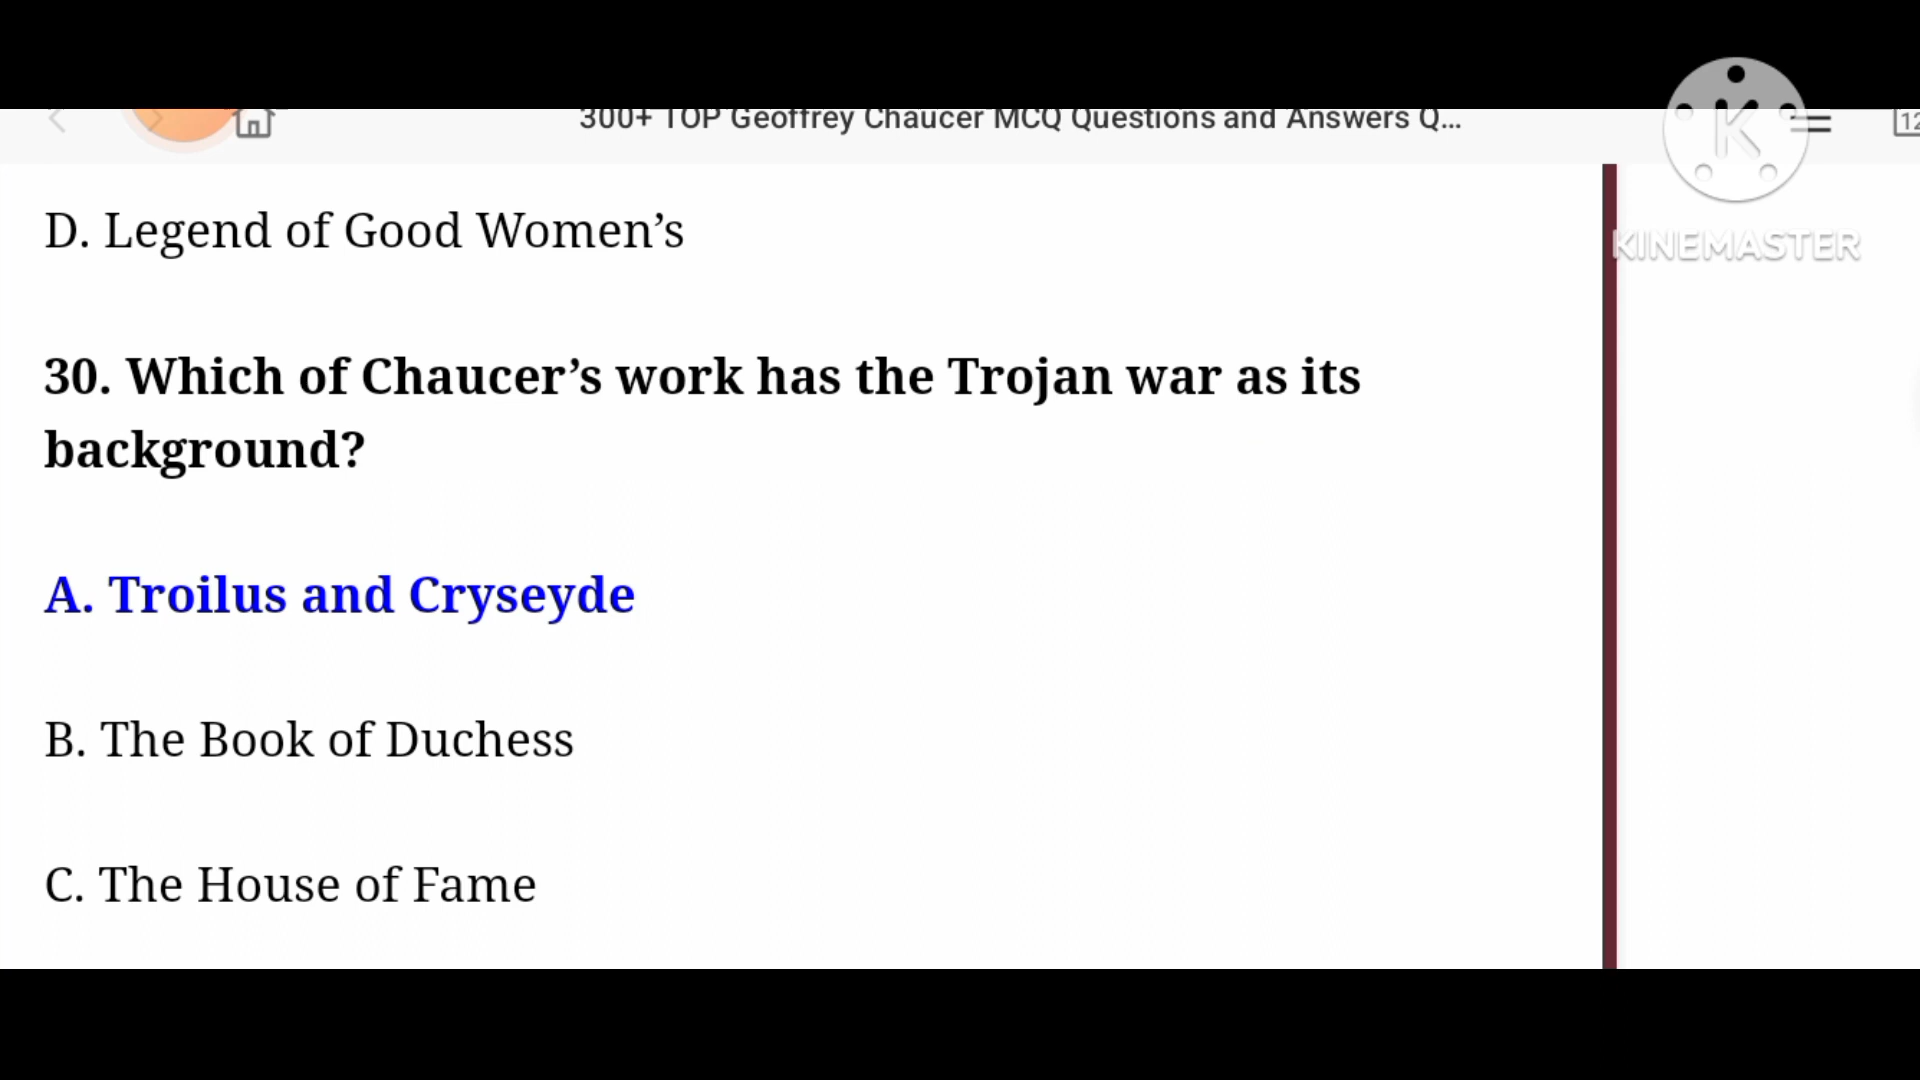 300+ TOP Geoffrey Chaucer MCQ Questions and Answers Q...
12
K
KINEMASTER
D. Legend of Good Women’s
30. Which of Chaucer’s work has the Trojan war as its
background?
A. Troilus and Cryseyde
B. The Book of Duchess
C. The House of Fame